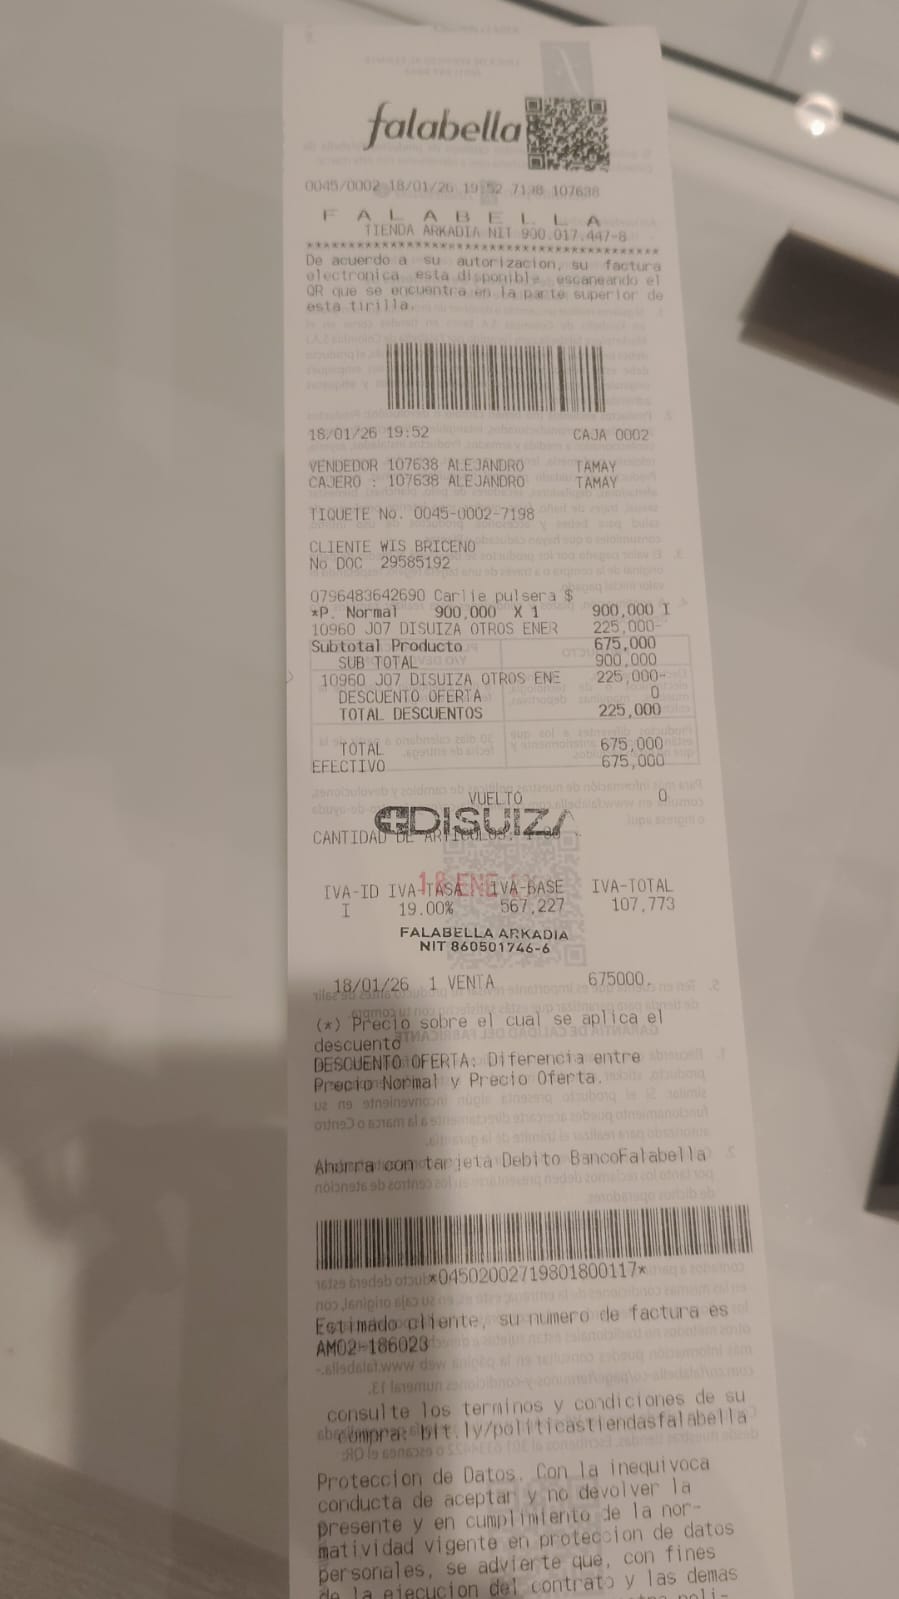 falabella
0045/0002 18/01/26 19:52 7198 107638
F A L A B E L L A
TIENDA ARKADIA NIT 900.017.447-8
****************************************
De acuerdo a su autorizacion, su factura
electronica esta disponible escaneando el
QR que se encuentra en la parte superior de
esta tirilla.
18/01/26 19:52 CAJA 0002
VENDEDOR 107638 ALEJANDRO TAMAY
CAJERO : 107638 ALEJANDRO TAMAY
TIQUETE No. 0045-0002-7198
CLIENTE WIS BRICENO
No DOC 29585192
0796483642690 Carlie pulsera $
*P. Normal 900,000 X 1 900,000 I
10960 J07 DISUIZA OTROS ENER 225,000-
Subtotal Producto 675,000
SUB TOTAL 900,000
10960 J07 DISUIZA OTROS ENE 225,000-
DESCUENTO OFERTA 0
TOTAL DESCUENTOS 225,000
TOTAL 675,000
EFECTIVO 675,000
VUELTO 0
DISUIZA
CANTIDAD DE ARTICULOS:
18 ENE
IVA-ID IVA-TASA IVA-BASE IVA-TOTAL
I 19.00% 567,227 107,773
FALABELLA ARKADIA
NIT 860501746-6
18/01/26 1 VENTA 675000.
(*) Precio sobre el cual se aplica el
descuento
DESCUENTO OFERTA: Diferencia entre
Precio Normal y Precio Oferta.
Ahorra con tarjeta Debito BancoFalabella
*04502002719801800117*
Estimado cliente, su numero de factura es
AM02-186023
consulte los terminos y condiciones de su
compra: bit.ly/politicastiendasfalabella
Proteccion de Datos. Con la inequivoca
conducta de aceptar y no devolver la
presente y en cumplimiento de la nor-
matividad vigente en proteccion de datos
personales, se advierte que, con fines
de la ejecucion del contrato y las demas